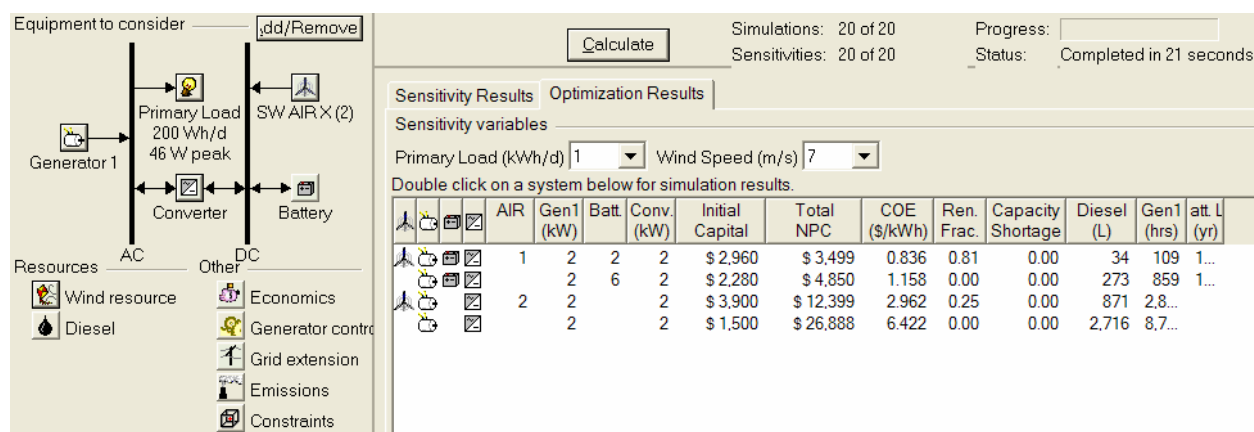 Equipment to consider
dd/Remove
Primary Load
200 Wh/d
46 W peak
SW AIR X (2)
Generator 1
Converter
Battery
AC
DC
Resources
Other
Wind resource
Economics
Diesel
Generator contro
Grid extension
Emissions
Constraints
Calculate
Simulations: 20 of 20
Progress:
Sensitivities: 20 of 20
Status: Completed in 21 seconds
Sensitivity Results
Optimization Results
Sensitivity variables
Primary Load (kWh/d) 1 Wind Speed (m/s) 7
Double click on a system below for simulation results.
AIR Gen1 Batt. Conv. Initial Total COE Ren. Capacity Diesel Gen1 att. L
(kW) (kW) Capital NPC ($/kWh) Frac. Shortage (L) (hrs) (yr)
1 2 2 2 $ 2,960 $ 3,499 0.836 0.81 0.00 34 109 1...
2 6 2 $ 2,280 $ 4,850 1.158 0.00 0.00 273 859 1...
2 2 2 $ 3,900 $ 12,399 2.962 0.25 0.00 871 2,8...
2 2 $ 1,500 $ 26,888 6.422 0.00 0.00 2,716 8,7...